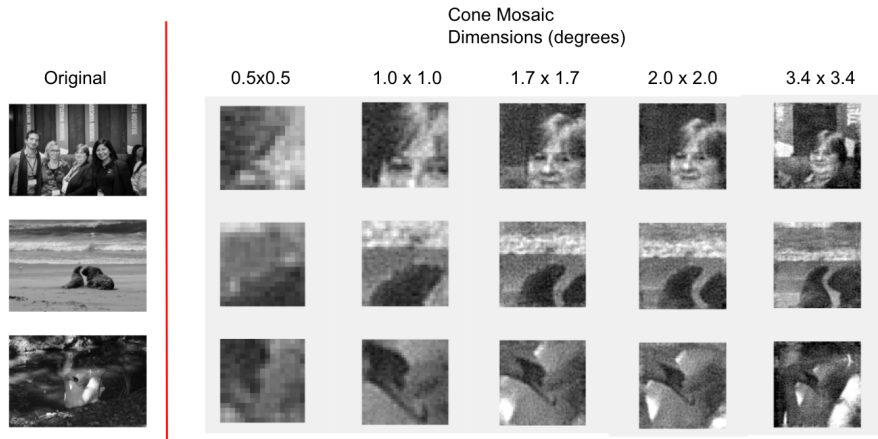 Cone Mosaic
Dimensions (degrees)
Original
0.5x0.5
1.0 x 1.0
1.7 x 1.7
2.0 x 2.0
3.4 x 3.4